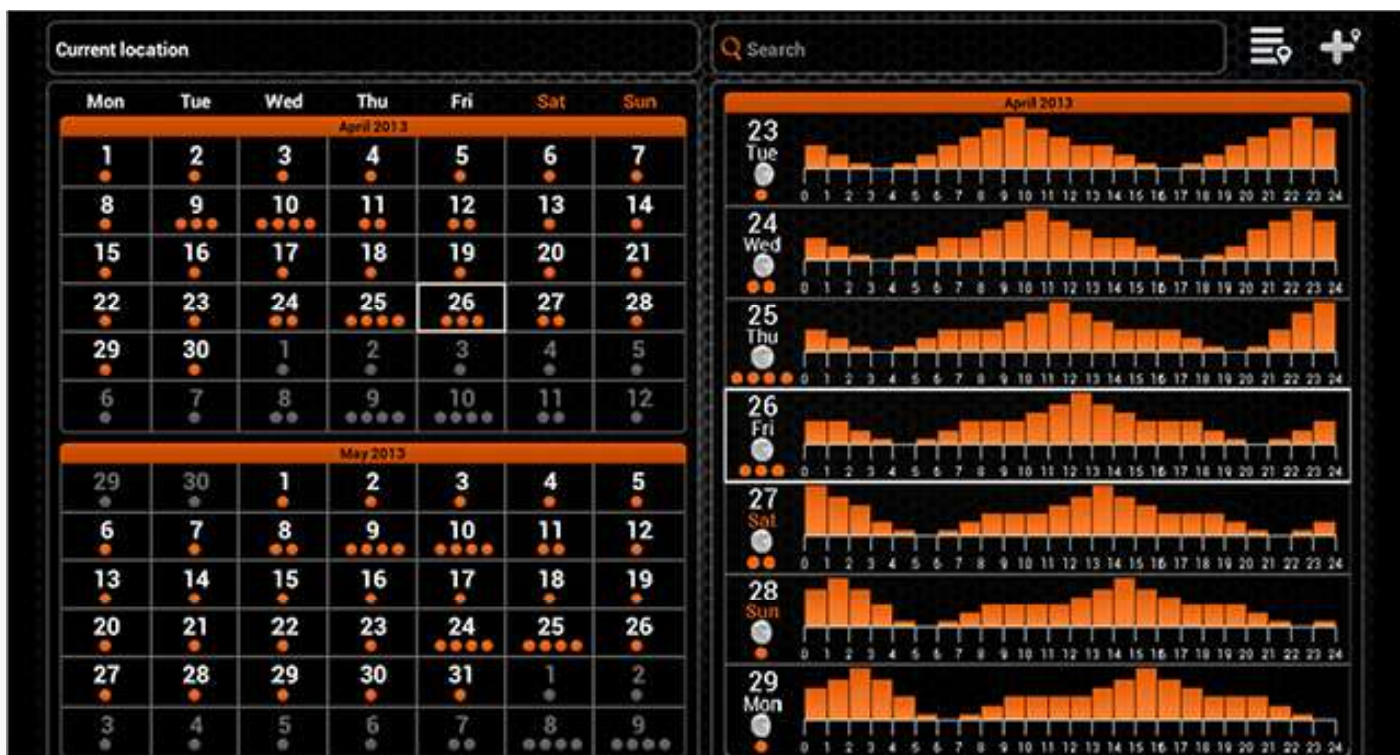 Current location
Mon Tue Wed Thu Fri Sat Sun
April 2013
1 2 3 4 5 6 7
8 9 10 11 12 13 14
15 16 17 18 19 20 21
22 23 24 25 26 27 28
29 30 1 2 3 4 5
6 7 8 9 10 11 12
May 2013
29 30 1 2 3 4 5
6 7 8 9 10 11 12
13 14 15 16 17 18 19
20 21 22 23 24 25 26
27 28 29 30 31 1 2
3 4 5 6 7 8 9
Search
April 2013
23
Tue
0 1 2 3 4 5 6 7 8 9 10 11 12 13 14 15 16 17 18 19 20 21 22 23 24
24
Wed
0 1 2 3 4 5 6 7 8 9 10 11 12 13 14 15 16 17 18 19 20 21 22 23 24
25
Thu
0 1 2 3 4 5 6 7 8 9 10 11 12 13 14 15 16 17 18 19 20 21 22 23 24
26
Fri
0 1 2 3 4 5 6 7 8 9 10 11 12 13 14 15 16 17 18 19 20 21 22 23 24
27
Sat
0 1 2 3 4 5 6 7 8 9 10 11 12 13 14 15 16 17 18 19 20 21 22 23 24
28
Sun
0 1 2 3 4 5 6 7 8 9 10 11 12 13 14 15 16 17 18 19 20 21 22 23 24
29
Mon
0 1 2 3 4 5 6 7 8 9 10 11 12 13 14 15 16 17 18 19 20 21 22 23 24